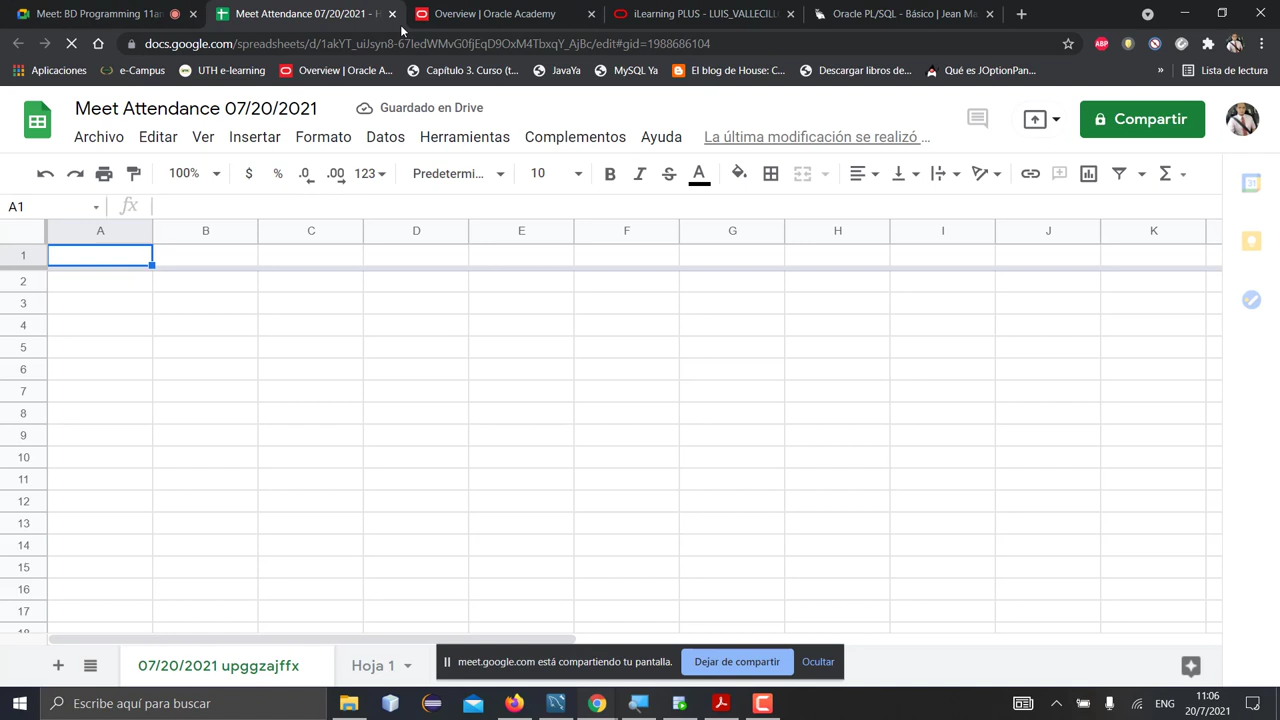 Meet: BD Programming 11am
Meet Attendance 07/20/2021 - H
Overview | Oracle Academy
iLearning PLUS - LUIS_VALLECILL
Oracle PL/SQL - Básico | Jean Ma
docs.google.com/spreadsheets/d/1akYT_uiJsyn8-67IedWMvG0fjEqD9OxM4TbxqY_AjBc/edit#gid=1988686104
Aplicaciones
e-Campus
UTH e-learning
Overview | Oracle A...
Capítulo 3. Curso (t...
JavaYa
MySQL Ya
El blog de House: C...
Descargar libros de...
Qué es JOptionPan...
»
Lista de lectura
Meet Attendance 07/20/2021
Guardado en Drive
Compartir
Archivo Editar Ver Insertar Formato Datos Herramientas Complementos Ayuda
La última modificación se realizó ...
100% $ % .0 .00 123 Predetermi... 10 B I S A
A1 fx
A B C D E F G H I J K
1
2
3
4
5
6
7
8
9
10
11
12
13
14
15
16
17
18
07/20/2021 upggzajffx
Hoja 1
meet.google.com está compartiendo tu pantalla.
Dejar de compartir
Ocultar
Escribe aquí para buscar
ENG
11:06
20/7/2021